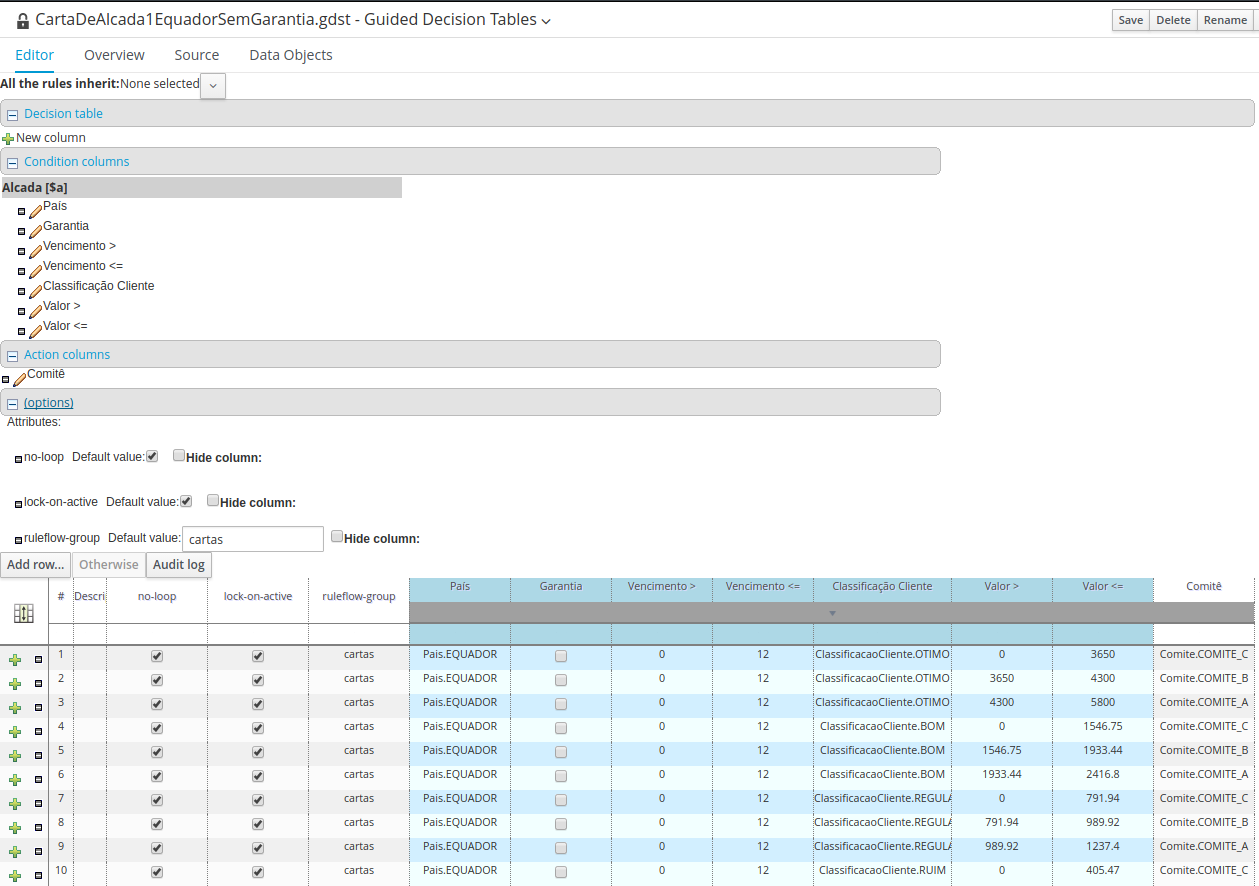 CartaDeAlcada1EquadorSemGarantia.gdst - Guided Decision Tables
Save Delete Rename
Editor Overview Source Data Objects
All the rules inherit:None selected
Decision table
New column
Condition columns
Alcada [$a]
País
Garantia
Vencimento >
Vencimento <=
Classificação Cliente
Valor >
Valor <=
Action columns
Comitê
(options)
Attributes:
no-loop Default value: Hide column:
lock-on-active Default value: Hide column:
ruleflow-group Default value: cartas Hide column:
Add row... Otherwise Audit log
# Descri no-loop lock-on-active ruleflow-group País Garantia Vencimento > Vencimento <= Classificação Cliente Valor > Valor <= Comitê
1 cartas Pais.EQUADOR 0 12 ClassificacaoCliente.OTIMO 0 3650 Comite.COMITE_C
2 cartas Pais.EQUADOR 0 12 ClassificacaoCliente.OTIMO 3650 4300 Comite.COMITE_B
3 cartas Pais.EQUADOR 0 12 ClassificacaoCliente.OTIMO 4300 5800 Comite.COMITE_A
4 cartas Pais.EQUADOR 0 12 ClassificacaoCliente.BOM 0 1546.75 Comite.COMITE_C
5 cartas Pais.EQUADOR 0 12 ClassificacaoCliente.BOM 1546.75 1933.44 Comite.COMITE_B
6 cartas Pais.EQUADOR 0 12 ClassificacaoCliente.BOM 1933.44 2416.8 Comite.COMITE_A
7 cartas Pais.EQUADOR 0 12 ClassificacaoCliente.REGULA 0 791.94 Comite.COMITE_C
8 cartas Pais.EQUADOR 0 12 ClassificacaoCliente.REGULA 791.94 989.92 Comite.COMITE_B
9 cartas Pais.EQUADOR 0 12 ClassificacaoCliente.REGULA 989.92 1237.4 Comite.COMITE_A
10 cartas Pais.EQUADOR 0 12 ClassificacaoCliente.RUIM 0 405.47 Comite.COMITE_C